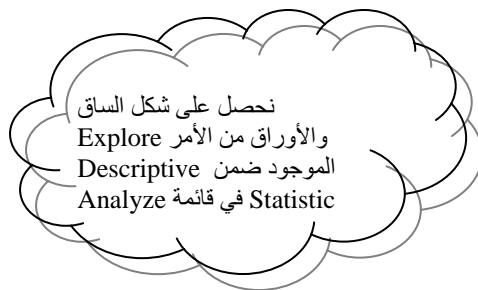 نحصل على شكل الساق
والأوراق من الأمر Explore
الموجود ضمن Descriptive
Statistic في قائمة Analyze